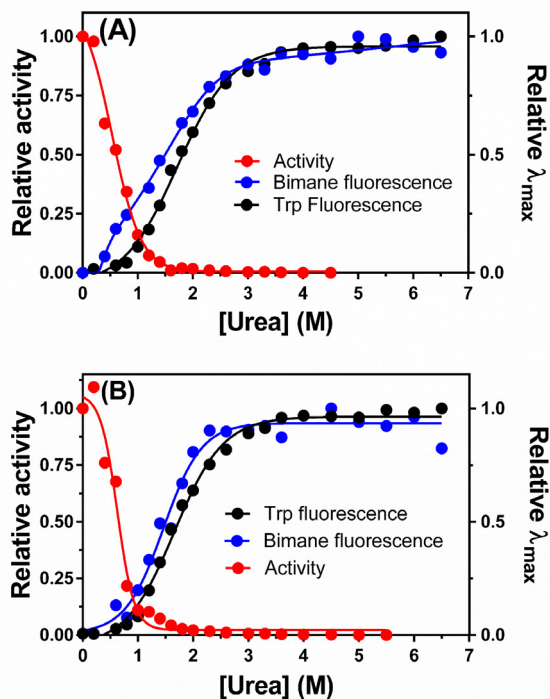 (A)
1.00
0.75
0.50
0.25
0.00
Relative activity
1.0
0.5
0.0
Relative λmax
Activity
Bimane fluorescence
Trp Fluorescence
0 1 2 3 4 5 6 7
[Urea] (M)
(B)
1.00
0.75
0.50
0.25
0.00
Relative activity
1.0
0.5
0.0
Relative λmax
Trp fluorescence
Bimane fluorescence
Activity
0 1 2 3 4 5 6 7
[Urea] (M)